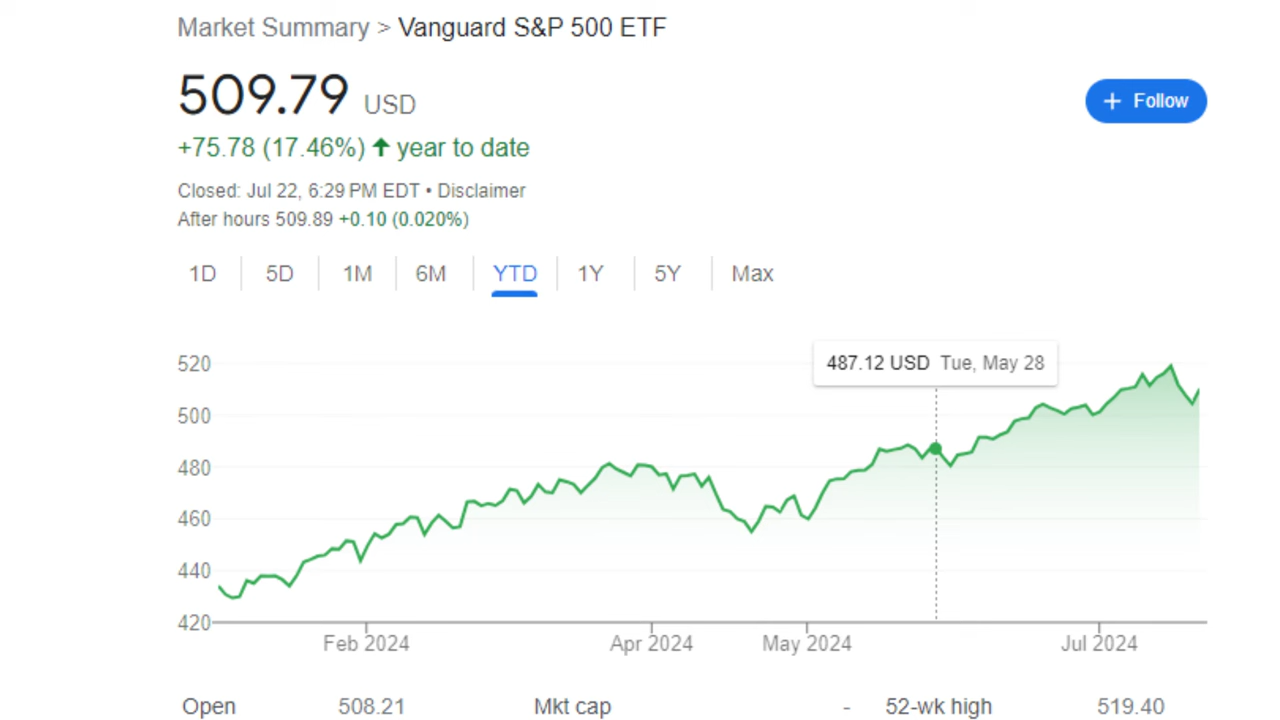 Market Summary > Vanguard S&P 500 ETF
509.79 USD
+ Follow
+75.78 (17.46%) ↑ year to date
Closed: Jul 22, 6:29 PM EDT • Disclaimer
After hours 509.89 +0.10 (0.020%)
1D 5D 1M 6M YTD 1Y 5Y Max
487.12 USD Tue, May 28
520
500
480
460
440
420
Feb 2024 Apr 2024 May 2024 Jul 2024
Open 508.21 Mkt cap - 52-wk high 519.40